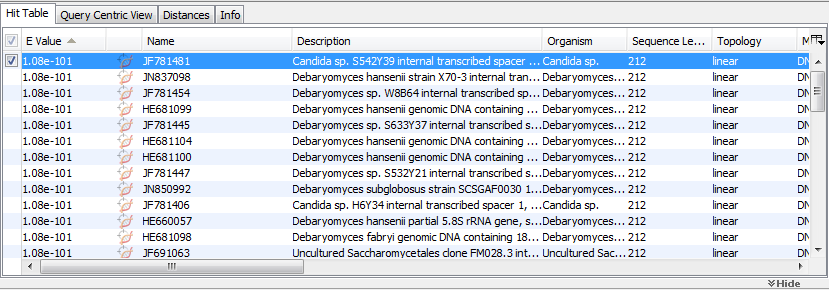 Hit Table Query Centric View Distances Info
E Value Name Description Organism Sequence Le... Topology M
1.08e-101 JF781481 Candida sp. S542Y39 internal transcribed spacer ... Candida sp. 212 linear DN
1.08e-101 JN837098 Debaryomyces hansenii strain X70-3 internal tran... Debaryomyces... 212 linear DN
1.08e-101 JF781454 Debaryomyces sp. W8B64 internal transcribed sp... Debaryomyces... 212 linear DN
1.08e-101 HE681099 Debaryomyces hansenii genomic DNA containing ... Debaryomyces... 212 linear DN
1.08e-101 JF781445 Debaryomyces sp. S633Y37 internal transcribed s... Debaryomyces... 212 linear DN
1.08e-101 HE681104 Debaryomyces hansenii genomic DNA containing ... Debaryomyces... 212 linear DN
1.08e-101 HE681100 Debaryomyces hansenii genomic DNA containing ... Debaryomyces... 212 linear DN
1.08e-101 JF781447 Debaryomyces sp. S532Y21 internal transcribed s... Debaryomyces... 212 linear DN
1.08e-101 JN850992 Debaryomyces subglobosus strain SCSGAF0030 1... Debaryomyces... 212 linear DN
1.08e-101 JF781406 Candida sp. H6Y34 internal transcribed spacer 1, ... Candida sp. 212 linear DN
1.08e-101 HE660057 Debaryomyces hansenii partial 5.8S rRNA gene, s... Debaryomyces... 212 linear DN
1.08e-101 HE681098 Debaryomyces fabryi genomic DNA containing 18... Debaryomyces... 212 linear DN
1.08e-101 JF691063 Uncultured Saccharomycetales clone FM028.3 int... Uncultured Sac... 212 linear DN
Hide